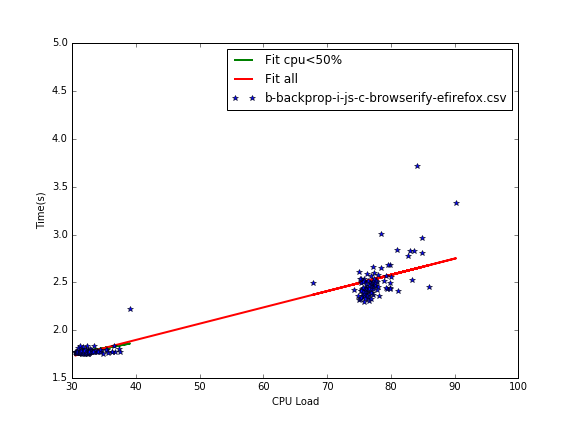 5.0
4.5
4.0
3.5
3.0
2.5
2.0
1.5
Time(s)
Fit cpu<50%
Fit all
b-backprop-i-js-c-browserify-efirefox.csv
30 40 50 60 70 80 90 100
CPU Load